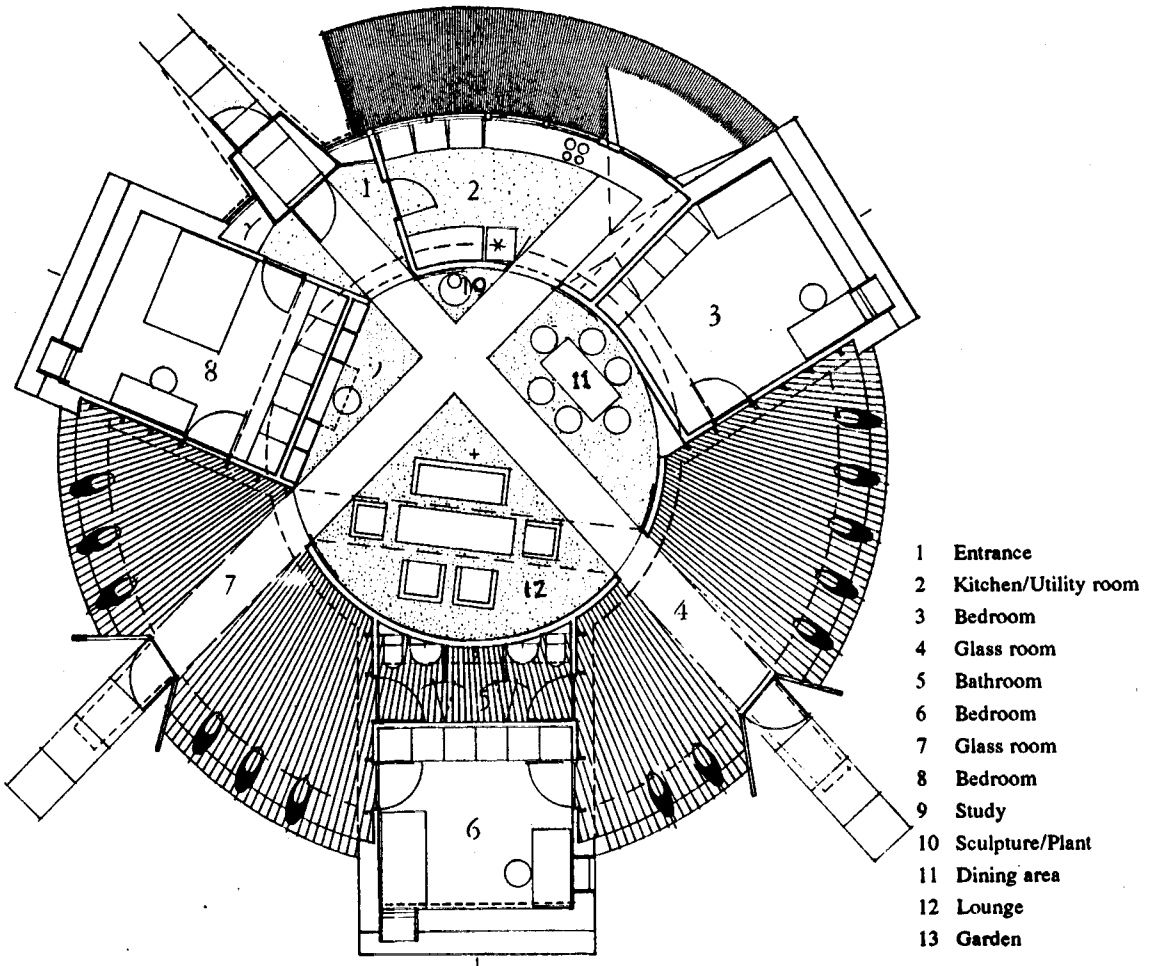 1
2
10
3
11
8
12
7
4
5
6
1 Entrance
2 Kitchen/Utility room
3 Bedroom
4 Glass room
5 Bathroom
6 Bedroom
7 Glass room
8 Bedroom
9 Study
10 Sculpture/Plant
11 Dining area
12 Lounge
13 Garden